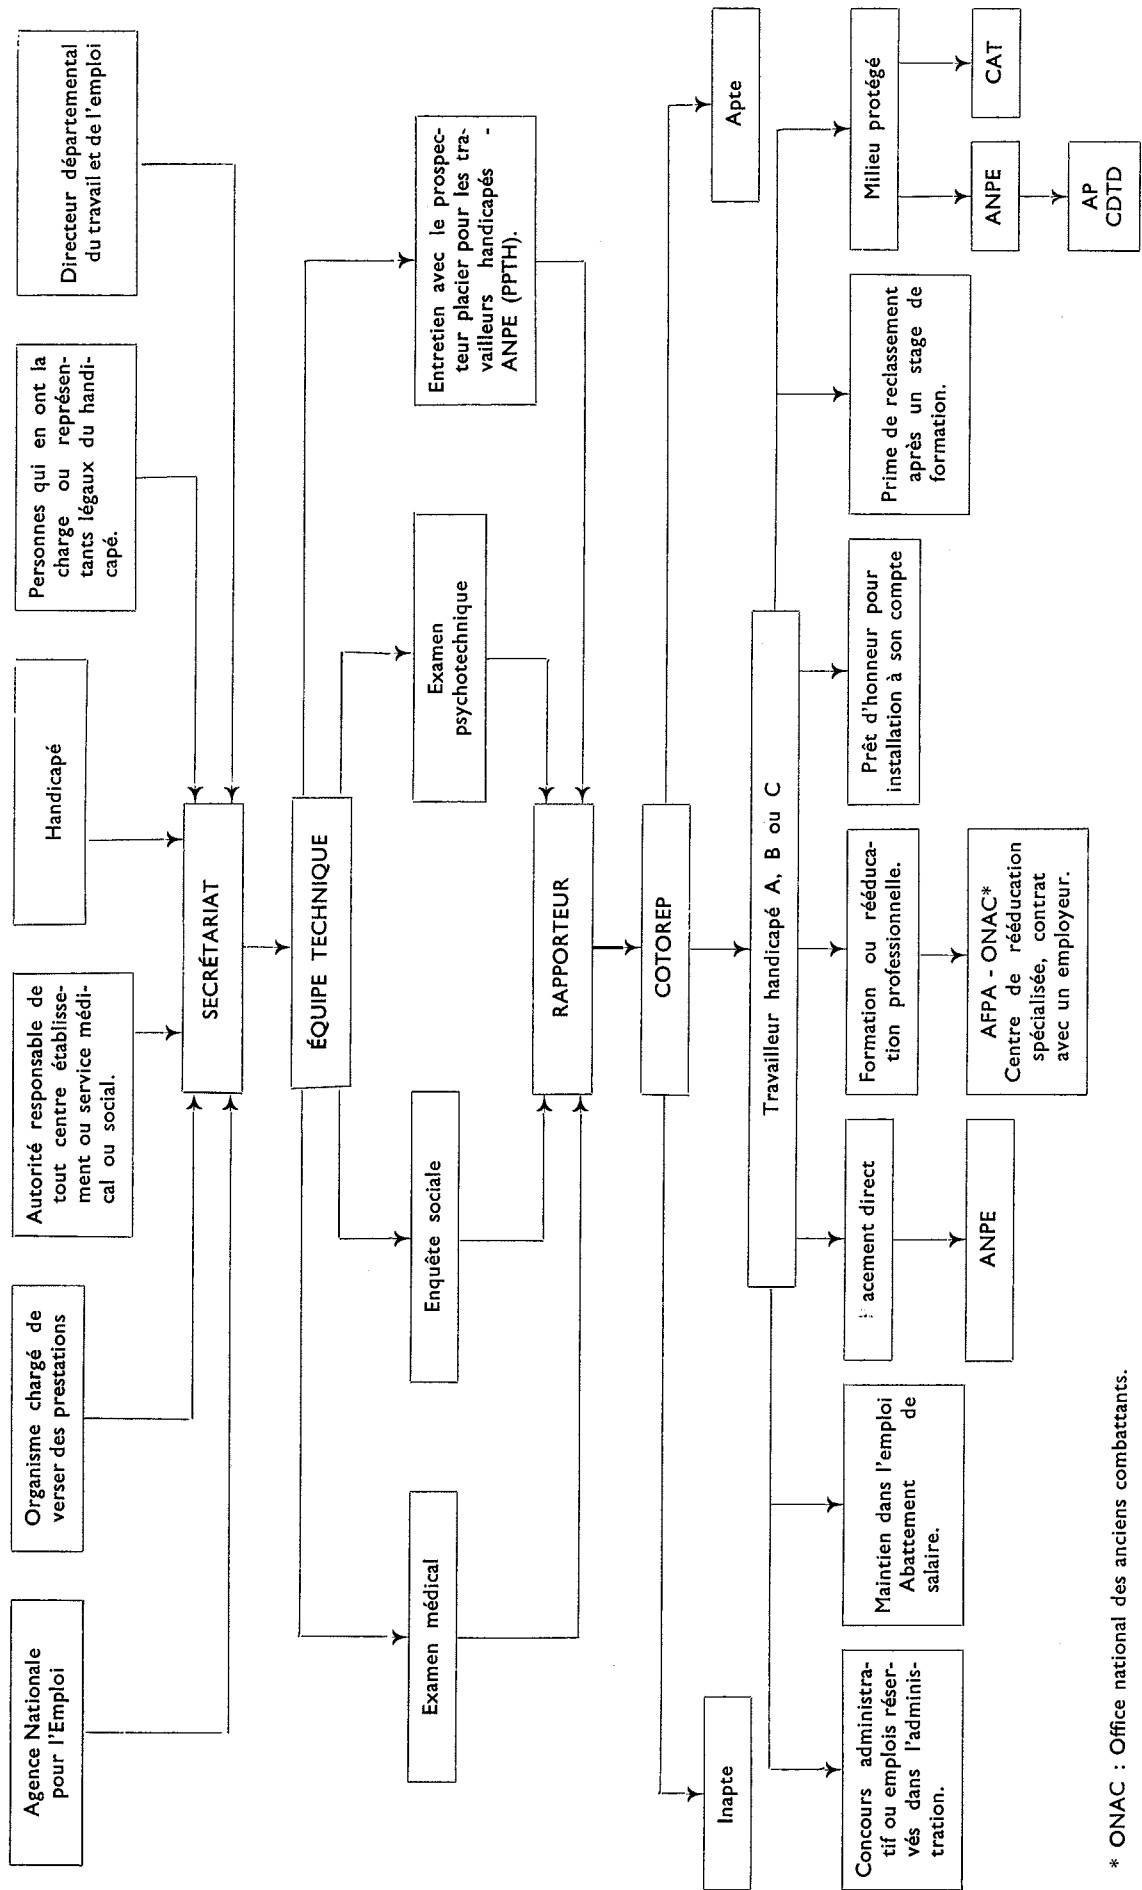 Agence Nationale
pour l'Emploi
Organisme chargé de
verser des prestations
Autorité responsable de
tout centre établisse-
ment ou service médi-
cal ou social.
Handicapé
Personnes qui en ont la
charge ou représen-
tants légaux du handi-
capé.
Directeur départemental
du travail et de l'emploi
SECRÉTARIAT
ÉQUIPE TECHNIQUE
Examen médical
Enquête sociale
Examen
psychotechnique
Entretien avec le prospec-
teur placier pour les tra-
vailleurs handicapés -
ANPE (PPTH).
RAPPORTEUR
COTOREP
Inapte
Travailleur handicapé A, B ou C
Apte
Concours administra-
tif ou emplois réser-
vés dans l'adminis-
tration.
Maintien dans l'emploi
Abattement de
salaire.
acement direct
Formation ou rééduca-
tion professionnelle.
Prêt d'honneur pour
installation à son compte
Prime de reclassement
après un stage de
formation.
Milieu protégé
ANPE
AFPA - ONAC*
Centre de rééducation
spécialisée, contrat
avec un employeur.
ANPE
CAT
AP
CDTD
* ONAC : Office national des anciens combattants.